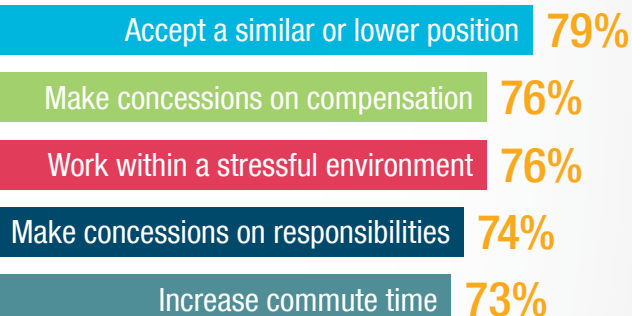 Accept a similar or lower position 79%
Make concessions on compensation 76%
Work within a stressful environment 76%
Make concessions on responsibilities 74%
Increase commute time 73%